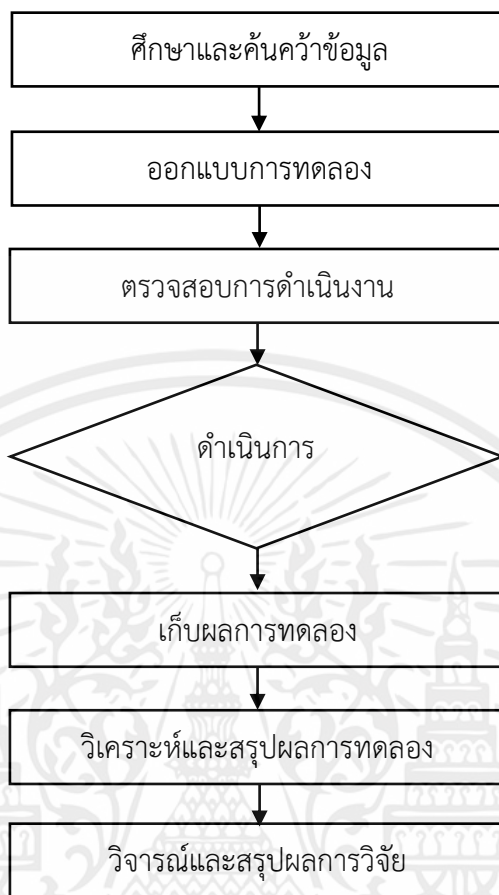 ศึกษาและค้นคว้าข้อมูล
ออกแบบการทดลอง
ตรวจสอบการดำเนินงาน
ดำเนินการ
เก็บผลการทดลอง
วิเคราะห์และสรุปผลการทดลอง
วิจารณ์และสรุปผลการวิจัย